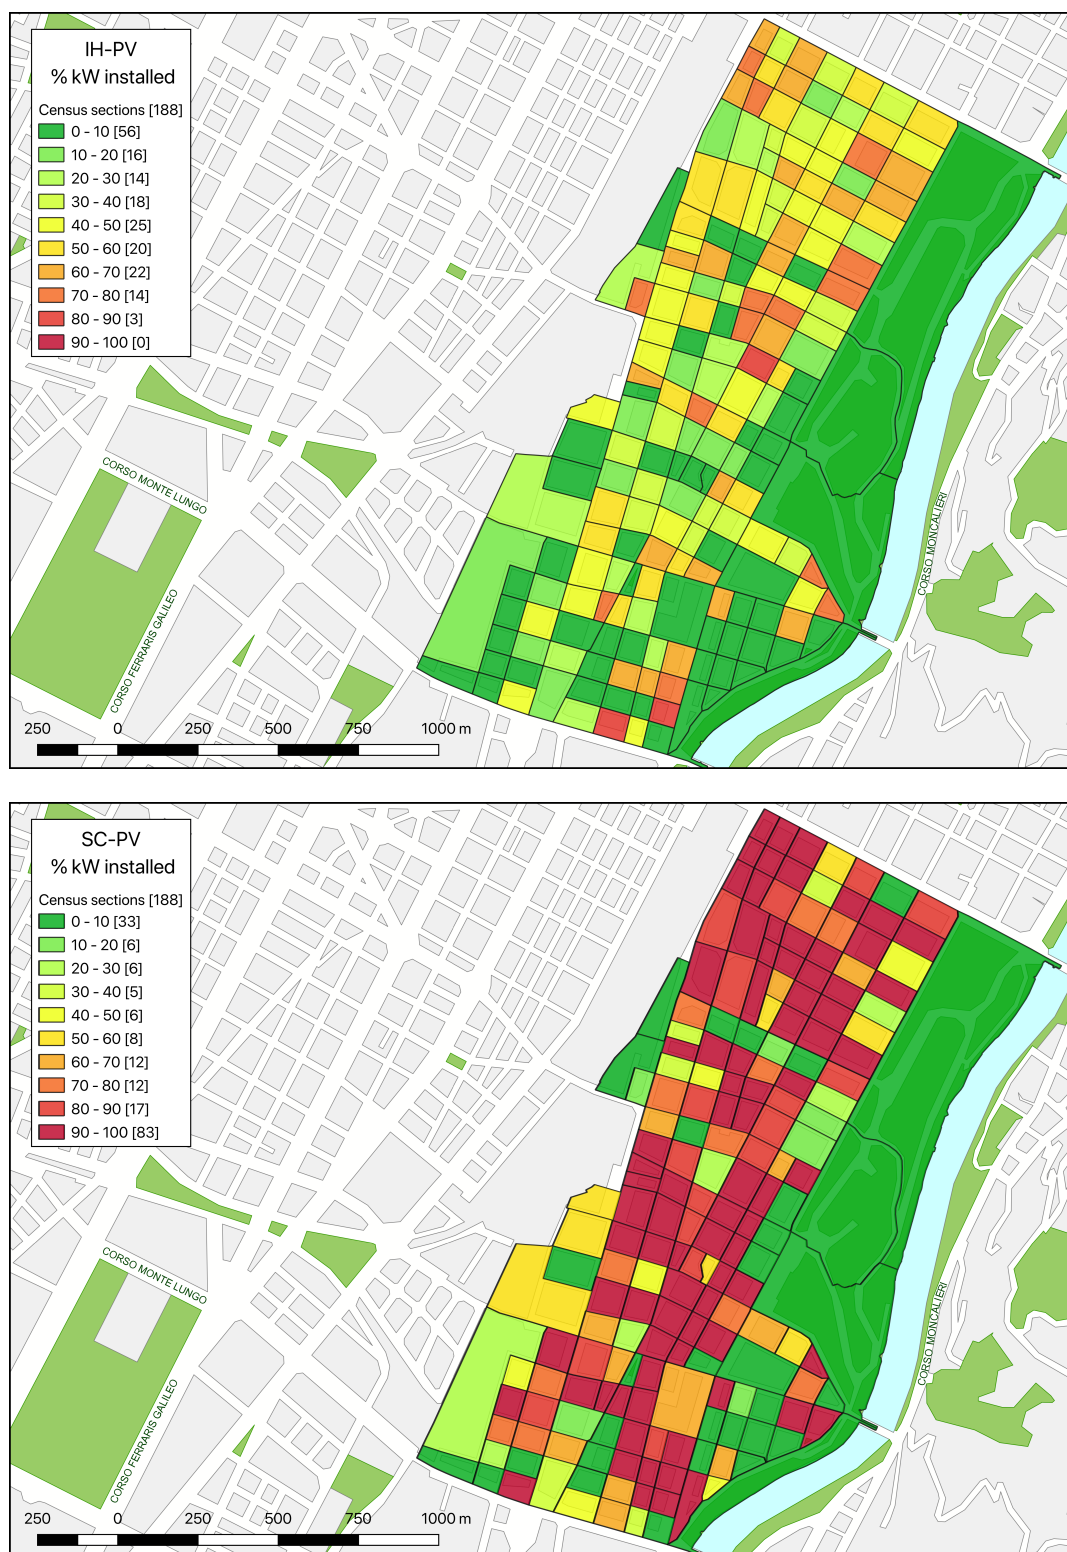 IH-PV
% kW installed
Census sections [188]
0 - 10 [56]
10 - 20 [16]
20 - 30 [14]
30 - 40 [18]
40 - 50 [25]
50 - 60 [20]
60 - 70 [22]
70 - 80 [14]
80 - 90 [3]
90 - 100 [0]
CORSO MONTE LUNGO
CORSO FERRARIS GALILEO
CORSO MONCALIERI
250 0 250 500 750 1000 m
SC-PV
% kW installed
Census sections [188]
0 - 10 [33]
10 - 20 [6]
20 - 30 [6]
30 - 40 [5]
40 - 50 [6]
50 - 60 [8]
60 - 70 [12]
70 - 80 [12]
80 - 90 [17]
90 - 100 [83]
CORSO MONTE LUNGO
CORSO FERRARIS GALILEO
CORSO MONCALIERI
250 0 250 500 750 1000 m